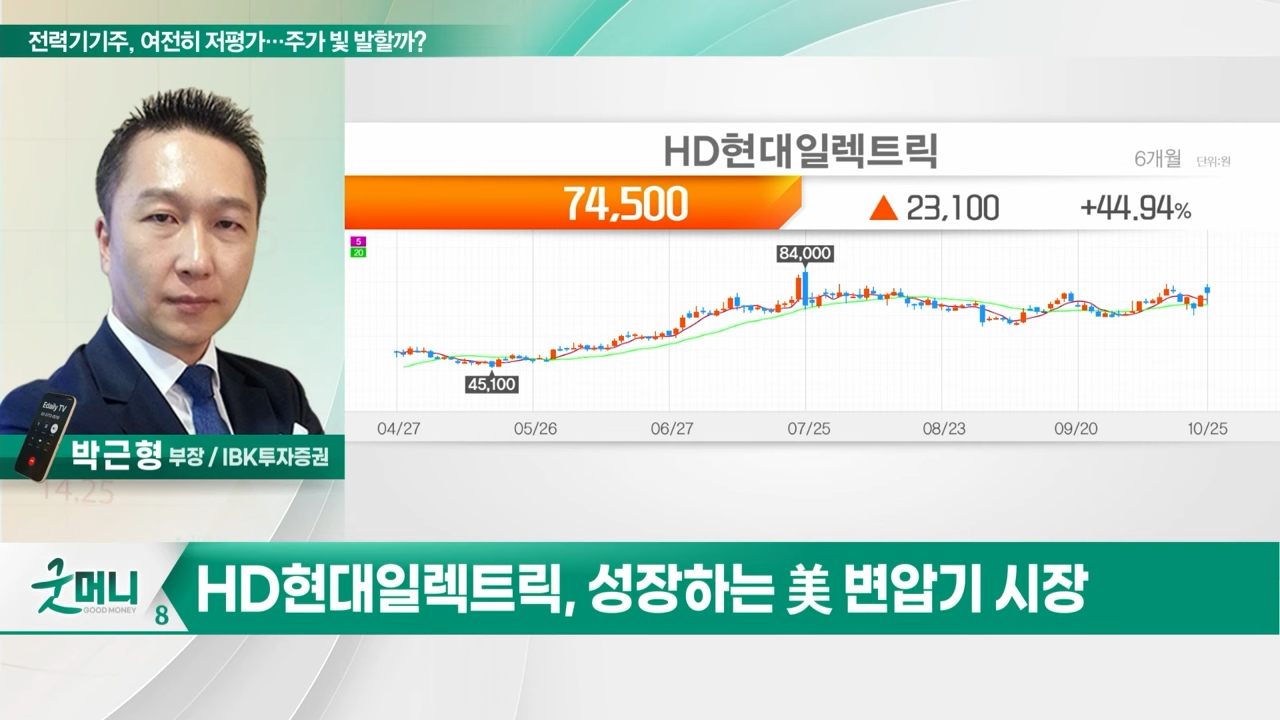 전력기기주, 여전히 저평가…주가 빛 발할까?
HD현대일렉트릭
6개월 단위:원
74,500 ▲ 23,100 +44.94%
5
20
84,000
45,100
04/27 05/26 06/27 07/25 08/23 09/20 10/25
Edaily TV
박근형 부장 / IBK투자증권
14.25
굿머니
GOOD MONEY
8
HD현대일렉트릭, 성장하는 美 변압기 시장